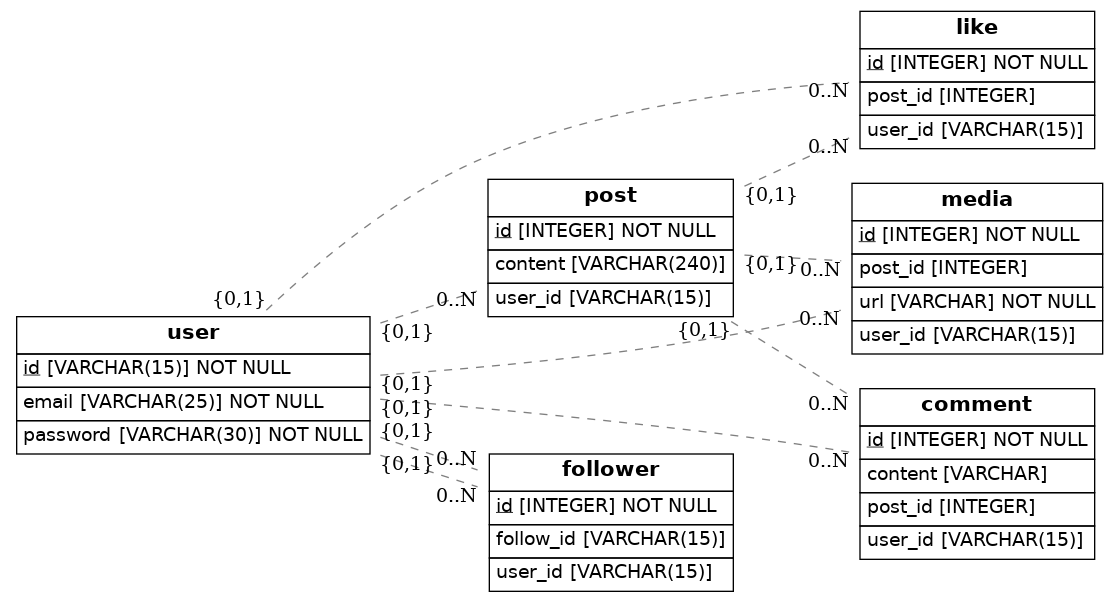 like
id [INTEGER] NOT NULL
post_id [INTEGER]
user_id [VARCHAR(15)]
0..N
0..N
post
id [INTEGER] NOT NULL
content [VARCHAR(240)]
user_id [VARCHAR(15)]
{0,1}
{0,1}
{0,1}
0..N
media
id [INTEGER] NOT NULL
post_id [INTEGER]
url [VARCHAR] NOT NULL
user_id [VARCHAR(15)]
0..N
0..N
user
id [VARCHAR(15)] NOT NULL
email [VARCHAR(25)] NOT NULL
password [VARCHAR(30)] NOT NULL
{0,1}
{0,1}
{0,1}
{0,1}
{0,1}
{0,1}
comment
id [INTEGER] NOT NULL
content [VARCHAR]
post_id [INTEGER]
user_id [VARCHAR(15)]
0..N
0..N
follower
id [INTEGER] NOT NULL
follow_id [VARCHAR(15)]
user_id [VARCHAR(15)]
0..N
0..N